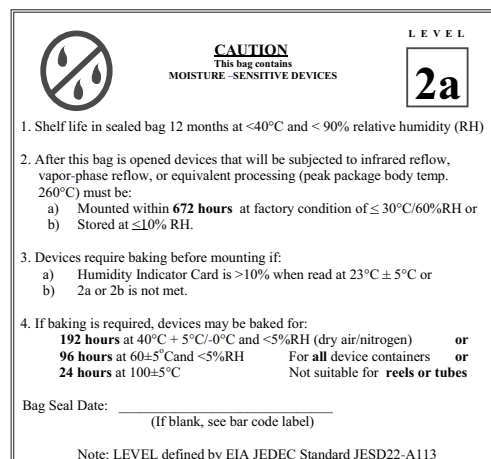 LEVEL
CAUTION
This bag contains
MOISTURE –SENSITIVE DEVICES
2a
1. Shelf life in sealed bag 12 months at <40°C and < 90% relative humidity (RH)
2. After this bag is opened devices that will be subjected to infrared reflow,
vapor-phase reflow, or equivalent processing (peak package body temp.
260°C) must be:
a) Mounted within 672 hours at factory condition of ≤ 30°C/60%RH or
b) Stored at ≤10% RH.
3. Devices require baking before mounting if:
a) Humidity Indicator Card is >10% when read at 23°C ± 5°C or
b) 2a or 2b is not met.
4. If baking is required, devices may be baked for:
192 hours at 40°C + 5°C/-0°C and <5%RH (dry air/nitrogen) or
96 hours at 60±5°Cand <5%RH For all device containers or
24 hours at 100±5°C Not suitable for reels or tubes
Bag Seal Date: ______________________________
(If blank, see bar code label)
Note: LEVEL defined by EIA JEDEC Standard JESD22-A113